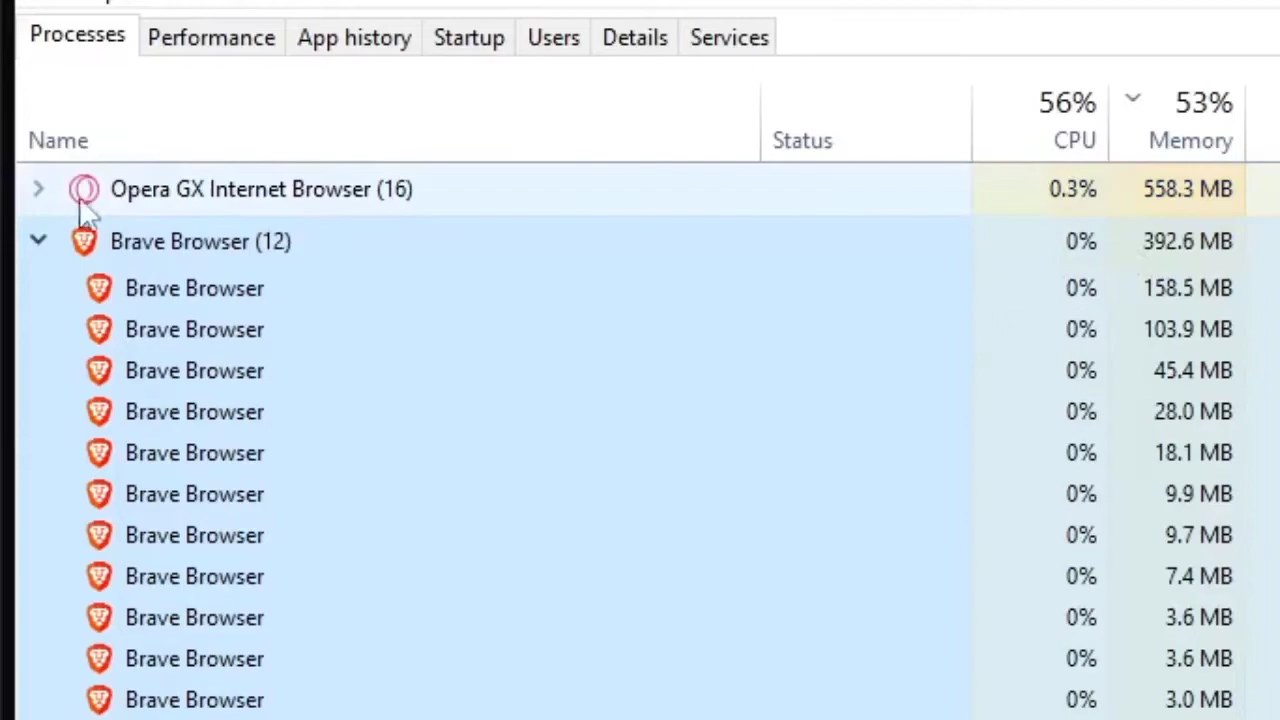 Processes Performance App history Startup Users Details Services
56% 53%
Name Status CPU Memory
Opera GX Internet Browser (16) 0.3% 558.3 MB
Brave Browser (12) 0% 392.6 MB
Brave Browser 0% 158.5 MB
Brave Browser 0% 103.9 MB
Brave Browser 0% 45.4 MB
Brave Browser 0% 28.0 MB
Brave Browser 0% 18.1 MB
Brave Browser 0% 9.9 MB
Brave Browser 0% 9.7 MB
Brave Browser 0% 7.4 MB
Brave Browser 0% 3.6 MB
Brave Browser 0% 3.6 MB
Brave Browser 0% 3.0 MB